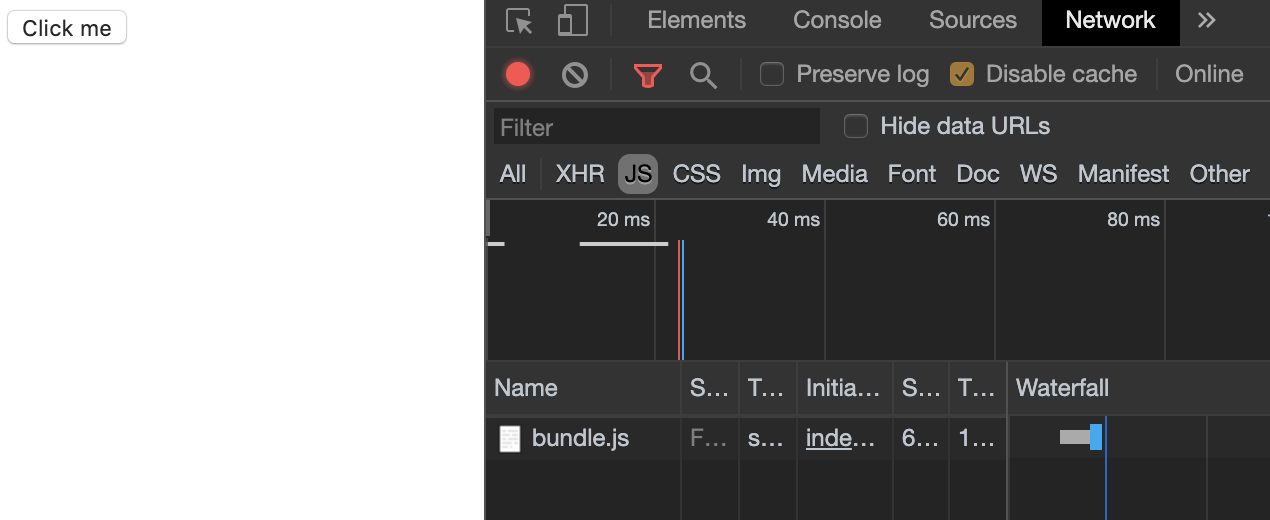 Click me
Elements Console Sources Network
Preserve log Disable cache Online
Filter Hide data URLs
All XHR JS CSS Img Media Font Doc WS Manifest Other
20 ms 40 ms 60 ms 80 ms
Name S... T... Initia... S... T... Waterfall
bundle.js F... s... inde... 6... 1...